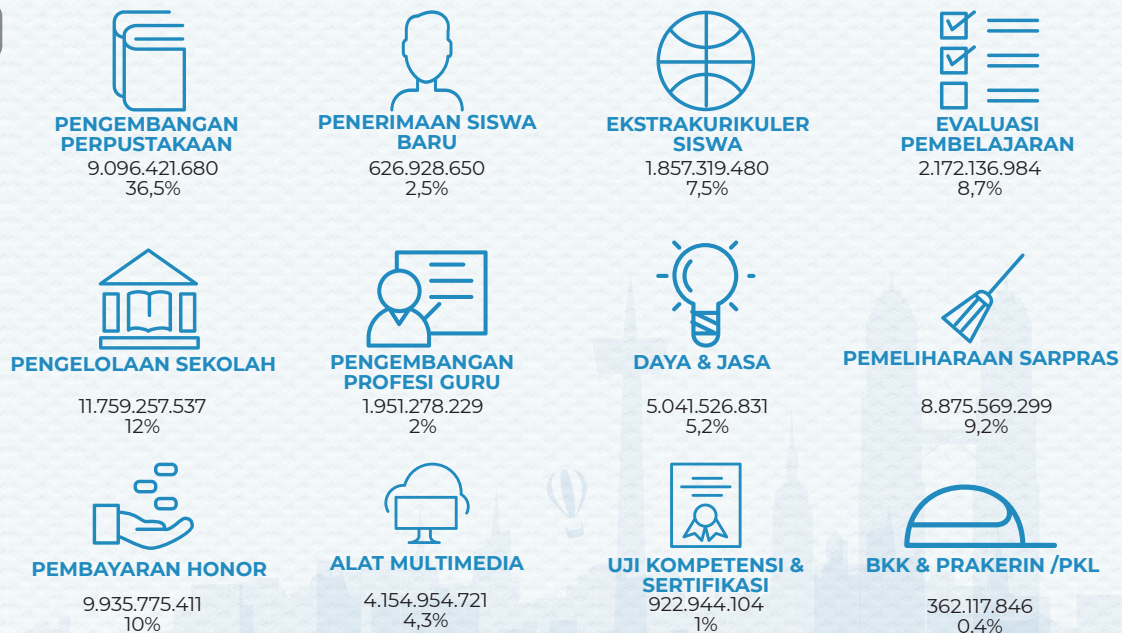 PENGEMBANGAN
PERPUSTAKAAN
9.096.421.680
36,5%
PENERIMAAN SISWA
BARU
626.928.650
2,5%
EKSTRAKURIKULER
SISWA
1.857.319.480
7,5%
EVALUASI
PEMBELAJARAN
2.172.136.984
8,7%
PENGELOLAAN SEKOLAH
11.759.257.537
12%
PENGEMBANGAN
PROFESI GURU
1.951.278.229
2%
DAYA & JASA
5.041.526.831
5,2%
PEMELIHARAAN SARPRAS
8.875.569.299
9,2%
PEMBAYARAN HONOR
9.935.775.411
10%
ALAT MULTIMEDIA
4.154.954.721
4,3%
UJI KOMPETENSI &
SERTIFIKASI
922.944.104
1%
BKK & PRAKERIN /PKL
362.117.846
0.4%